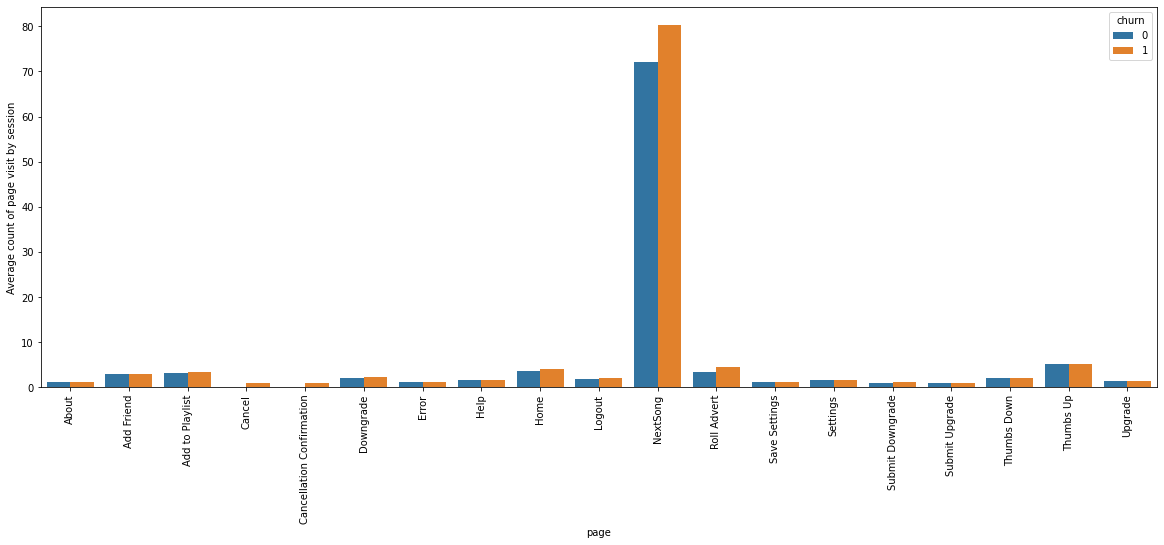 churn
0
1
Average count of page visit by session
80
70
60
50
40
30
20
10
0
About
Add Friend
Add to Playlist
Cancel
Cancellation Confirmation
Downgrade
Error
Help
Home
Logout
NextSong
Roll Advert
Save Settings
Settings
Submit Downgrade
Submit Upgrade
Thumbs Down
Thumbs Up
Upgrade
page